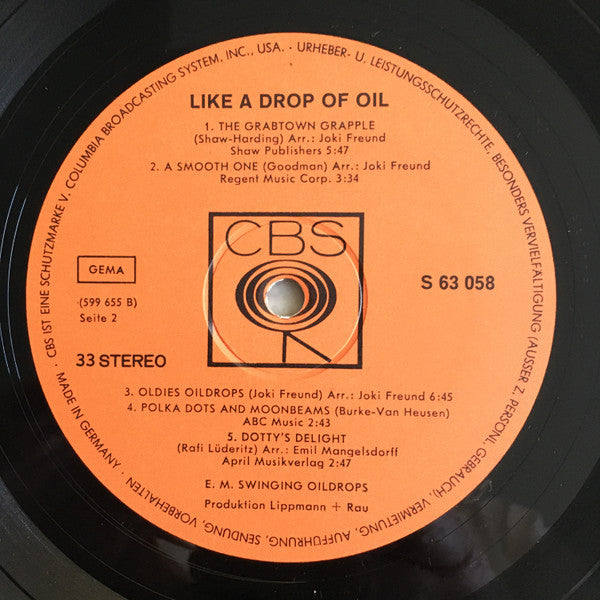 CBS IST EINE SCHUTZMARKE V. COLUMBIA BROADCASTING SYSTEM, INC., USA. · URHEBER- U. LEISTUNGSSCHUTZRECHTE, BESONDERS VERVIELFÄLTIGUNG (AUSSER Z. PERSÖNL. GEBRAUCH), VERMIETUNG, AUFFÜHRUNG, SENDUNG, VORBEHALTEN · MADE IN GERMANY ·
LIKE A DROP OF OIL
1. THE GRABTOWN GRAPPLE
(Shaw-Harding) Arr.: Joki Freund
Shaw Publishers 5:47
2. A SMOOTH ONE (Goodman) Arr.: Joki Freund
Regent Music Corp. 3:34
CBS
GEMA
(599 655 B)
Seite 2
S 63 058
33 STEREO
3. OLDIES OILDROPS (Joki Freund) Arr.: Joki Freund 6:45
4. POLKA DOTS AND MOONBEAMS (Burke-Van Heusen)
ABC Music 2:43
5. DOTTY'S DELIGHT
(Rafi Lüderitz) Arr.: Emil Mangelsdorff
April Musikverlag 2:47
E. M. SWINGING OILDROPS
Produktion Lippmann + Rau